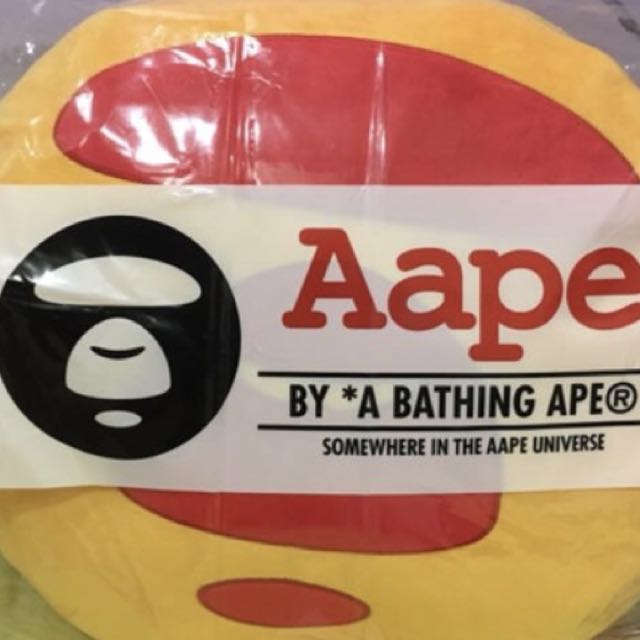 Aape
BY *A BATHING APE®
SOMEWHERE IN THE AAPE UNIVERSE